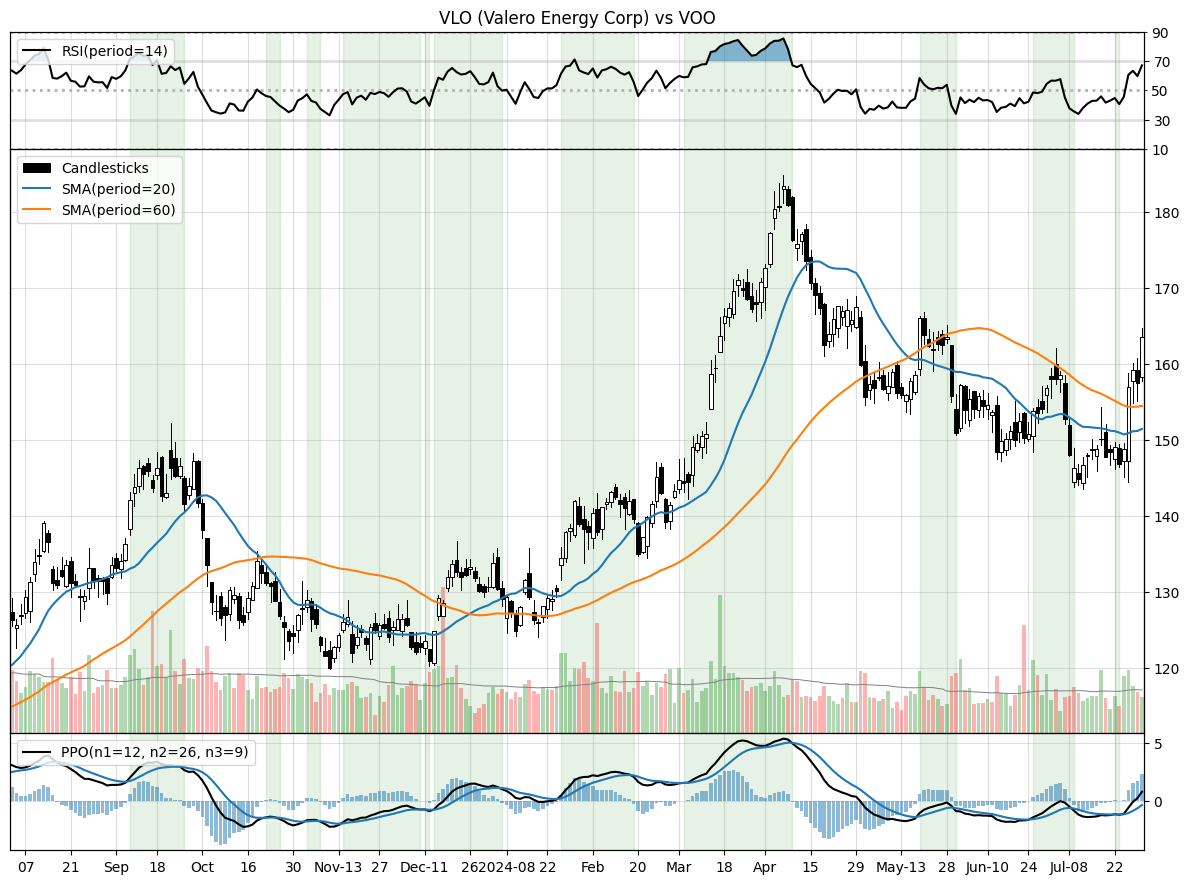 VLO (Valero Energy Corp) vs VOO
RSI(period=14)
90
70
50
30
10
Candlesticks
SMA(period=20)
SMA(period=60)
180
170
160
150
140
130
120
PPO(n1=12, n2=26, n3=9)
5
0
07 21 Sep 18 Oct 16 30 Nov-13 27 Dec-11 26 2024-08 22 Feb 20 Mar 18 Apr 15 29 May-13 28 Jun-10 24 Jul-08 22